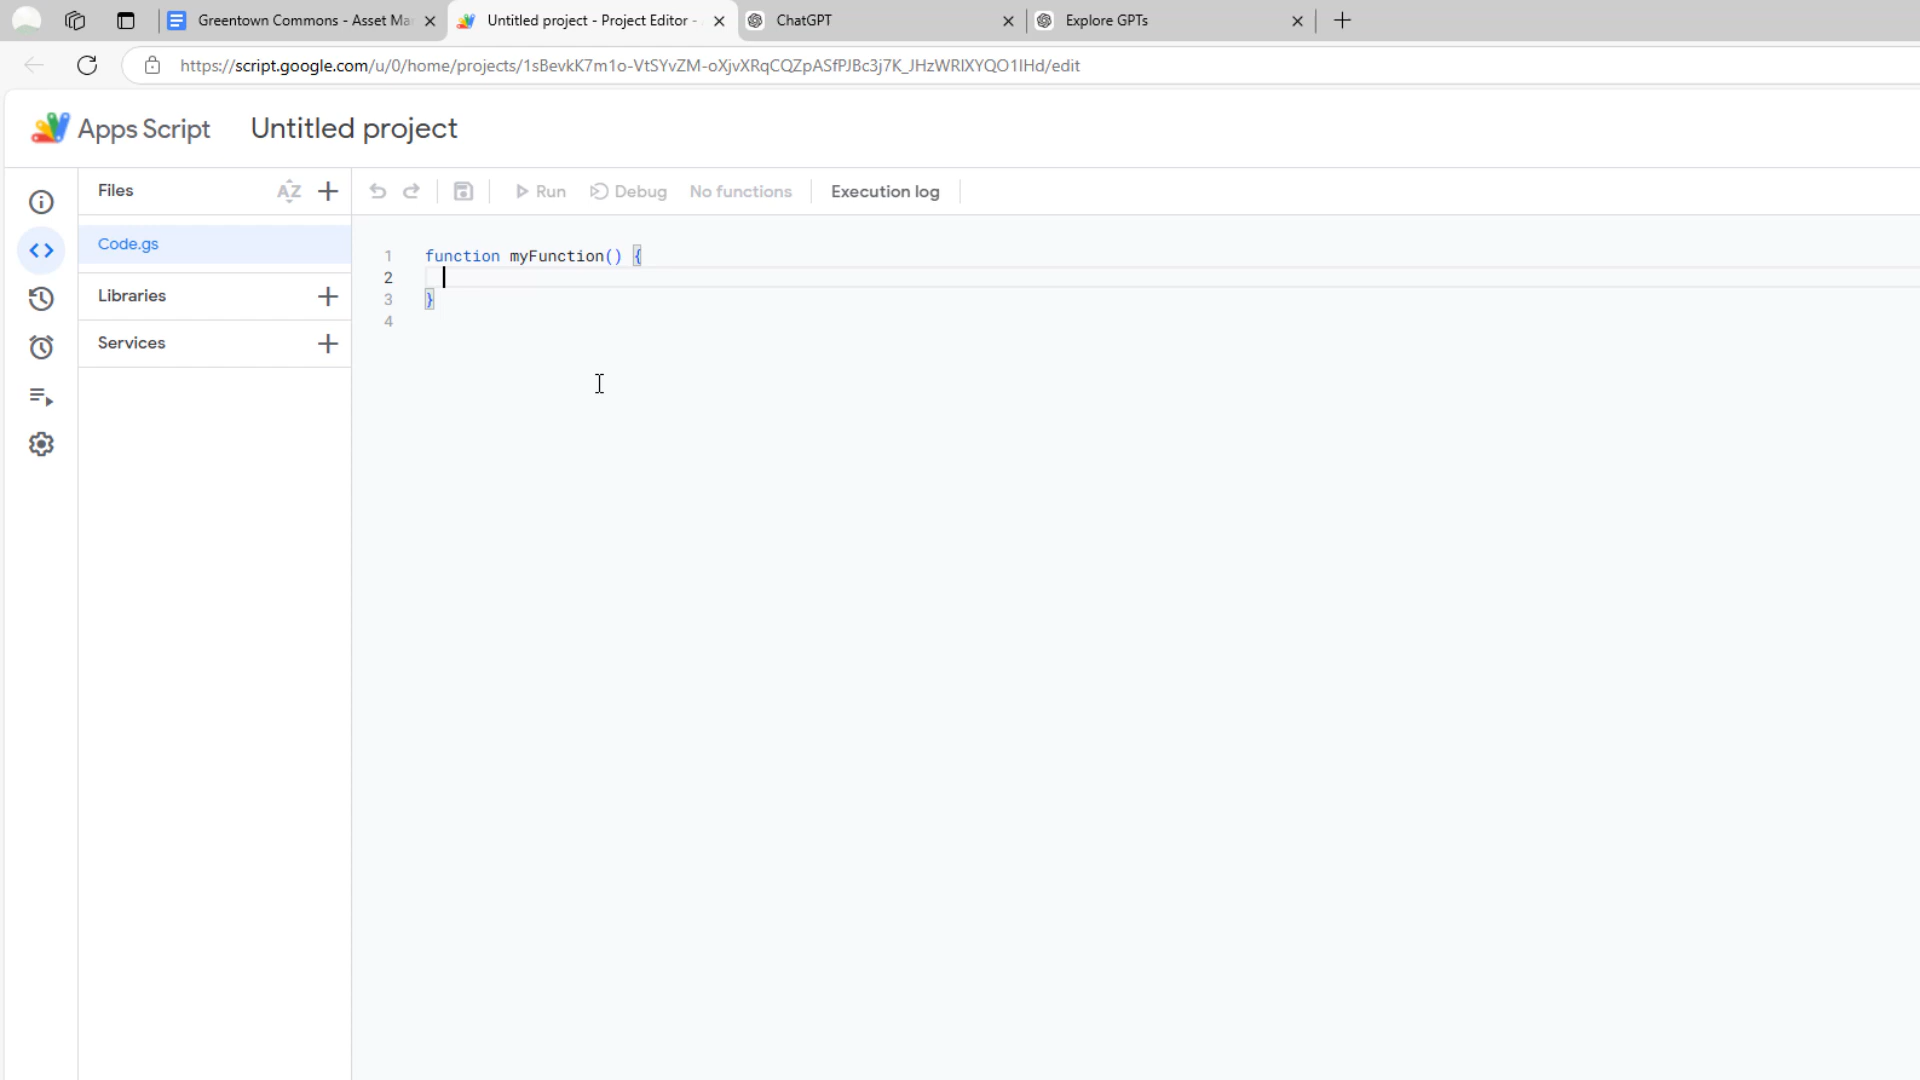 Greentown Commons - Asset Ma
Untitled project - Project Editor -
ChatGPT
Explore GPTs
https://script.google.com/u/0/home/projects/1sBevkK7m1o-VtSYvZM-oXjvXRqCQZpASfPJBc3j7K_JHzWRlXYQO1IHd/edit
Apps Script Untitled project
Files
AZ
Run
Debug
No functions
Execution log
Code.gs
Libraries
Services
1 function myFunction() {
2
3 }
4